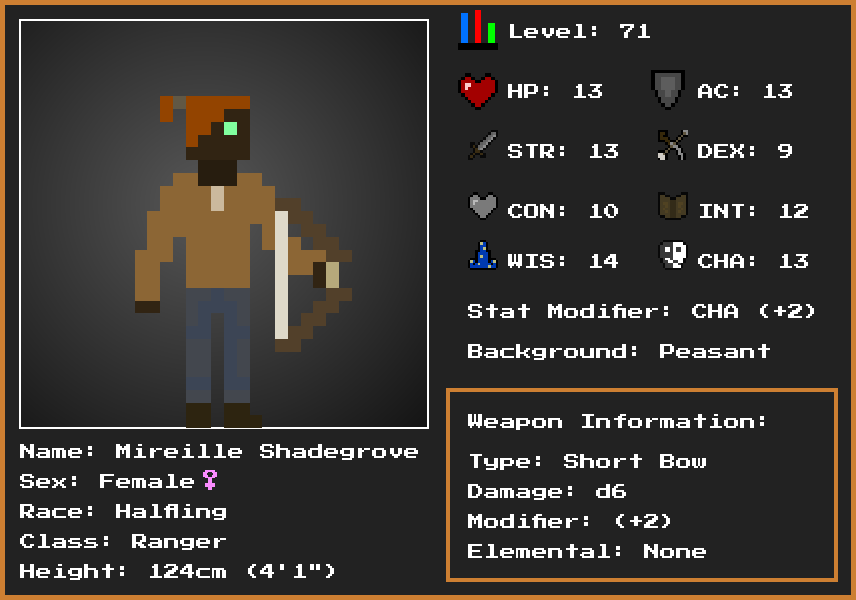 Level: 71
HP: 13
AC: 13
STR: 13
DEX: 9
CON: 10
INT: 12
WIS: 14
CHA: 13
Stat Modifier: CHA (+2)
Background: Peasant
Weapon Information:
Type: Short Bow
Damage: d6
Modifier: (+2)
Elemental: None
Name: Mireille Shadegrove
Sex: Female♀
Race: Halfling
Class: Ranger
Height: 124cm (4'1")